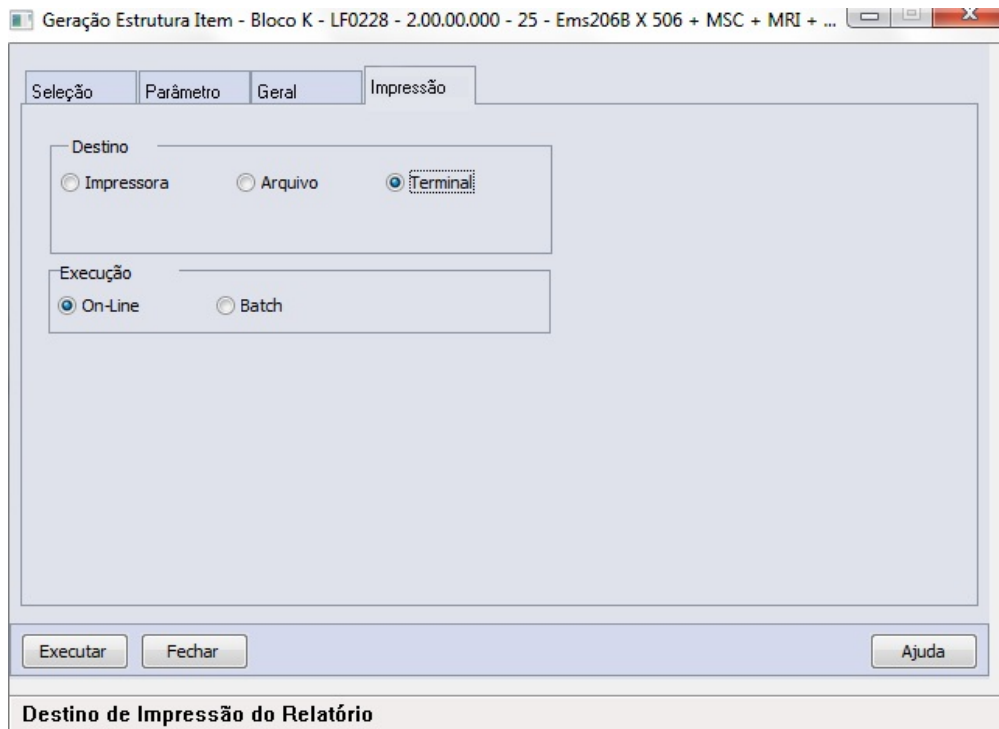 Geração Estrutura Item - Bloco K - LF0228 - 2.00.00.000 - 25 - Ems206B X 506 + MSC + MRI + ...
Seleção Parâmetro Geral Impressão
Destino
Impressora Arquivo Terminal
Execução
On-Line Batch
Executar Fechar Ajuda
Destino de Impressão do Relatório